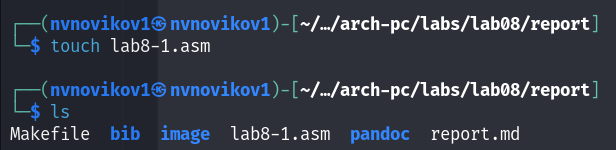 ┌──(nvnovikov1㉿nvnovikov1)-[~/…/arch-pc/labs/lab08/report]
└─$ touch lab8-1.asm
┌──(nvnovikov1㉿nvnovikov1)-[~/…/arch-pc/labs/lab08/report]
└─$ ls
Makefile  bib  image  lab8-1.asm  pandoc  report.md